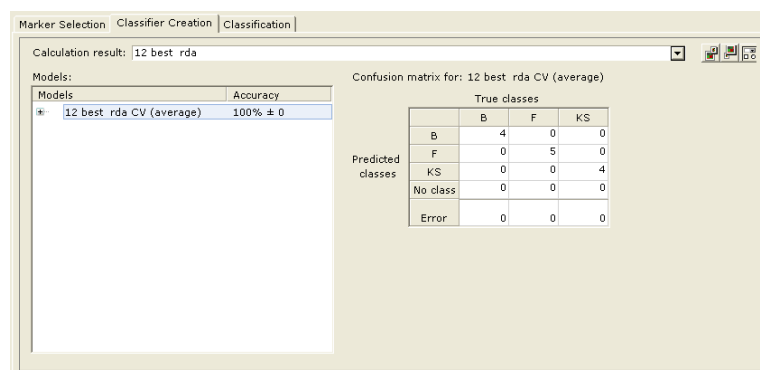 Marker Selection Classifier Creation Classification
Calculation result: 12 best rda
Models:
Models Accuracy
12 best rda CV (average) 100% ± 0
Confusion matrix for: 12 best rda CV (average)
True classes
B F KS
Predicted classes
B 4 0 0
F 0 5 0
KS 0 0 4
No class 0 0 0
Error 0 0 0